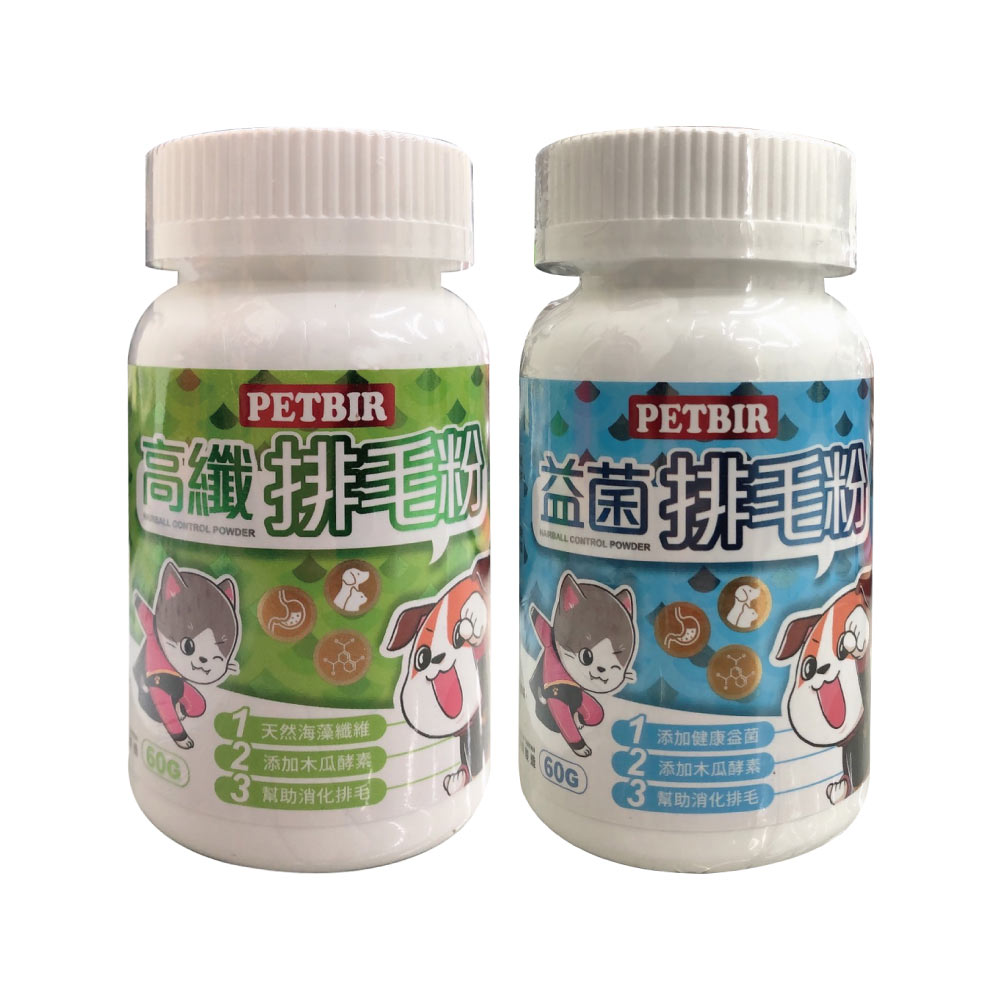 PETBIR
高纖排毛粉
HAIRBALL CONTROL POWDER
1 天然海藻纖維
2 添加木瓜酵素
3 幫助消化排毛
60G
PETBIR
益菌排毛粉
HAIRBALL CONTROL POWDER
1 添加健康益菌
2 添加木瓜酵素
3 幫助消化排毛
60G